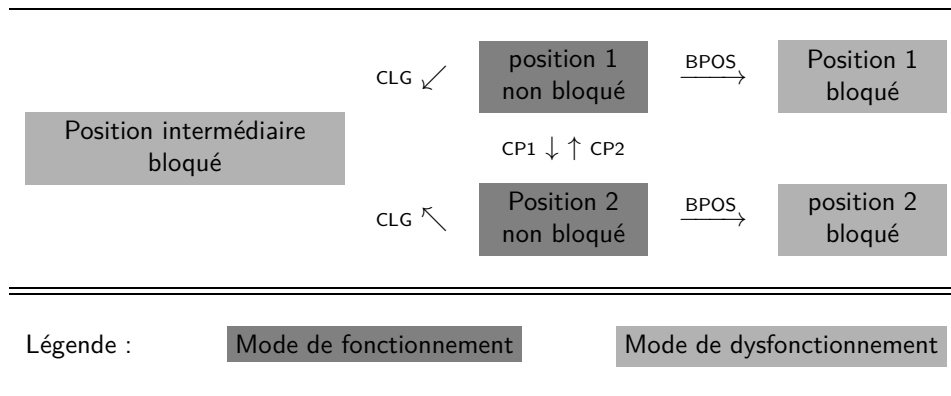 CLG ↙
position 1
non bloqué
BPOS
→
Position 1
bloqué
Position intermédiaire
bloqué
CP1 ↓ ↑ CP2
CLG ↖
Position 2
non bloqué
BPOS
→
position 2
bloqué
Légende : Mode de fonctionnement Mode de dysfonctionnement